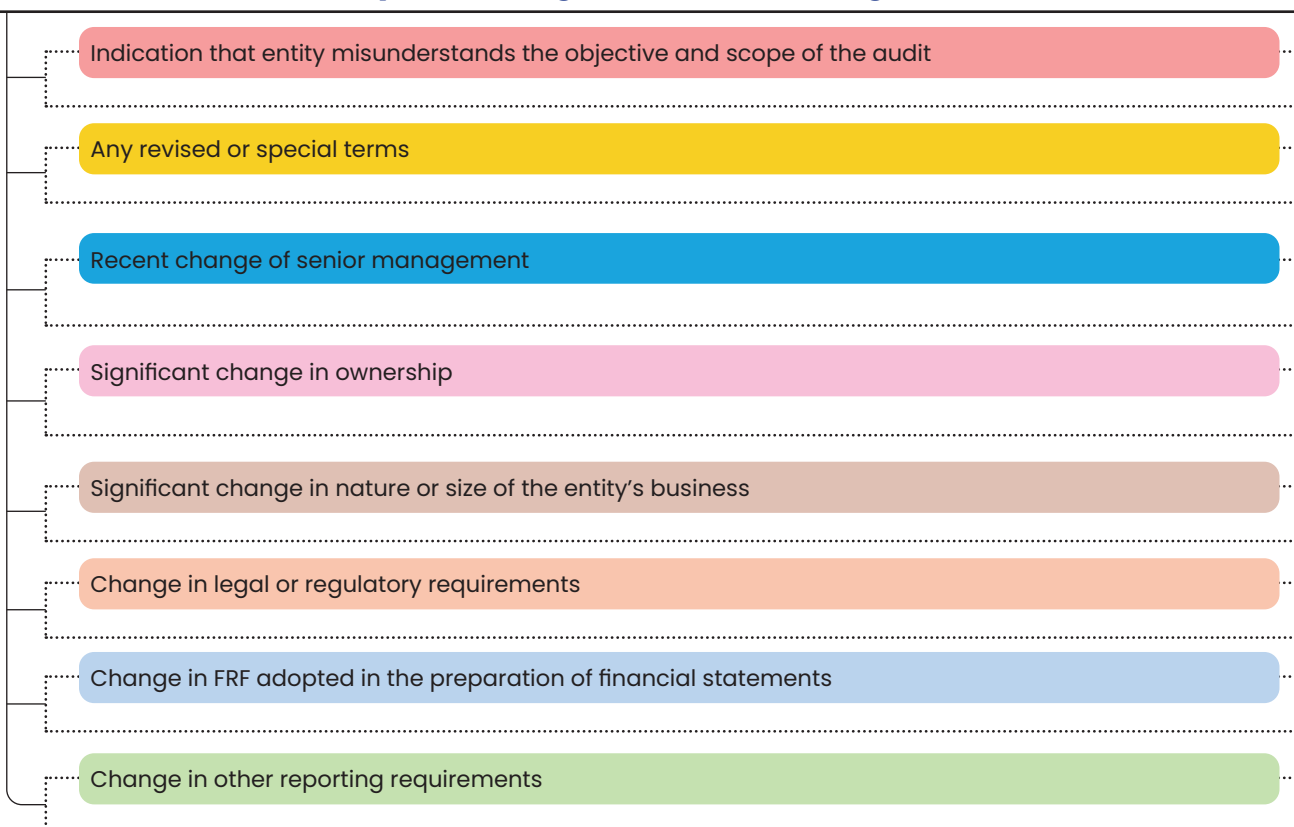 Indication that entity misunderstands the objective and scope of the audit
Any revised or special terms
Recent change of senior management
Significant change in ownership
Significant change in nature or size of the entity’s business
Change in legal or regulatory requirements
Change in FRF adopted in the preparation of financial statements
Change in other reporting requirements